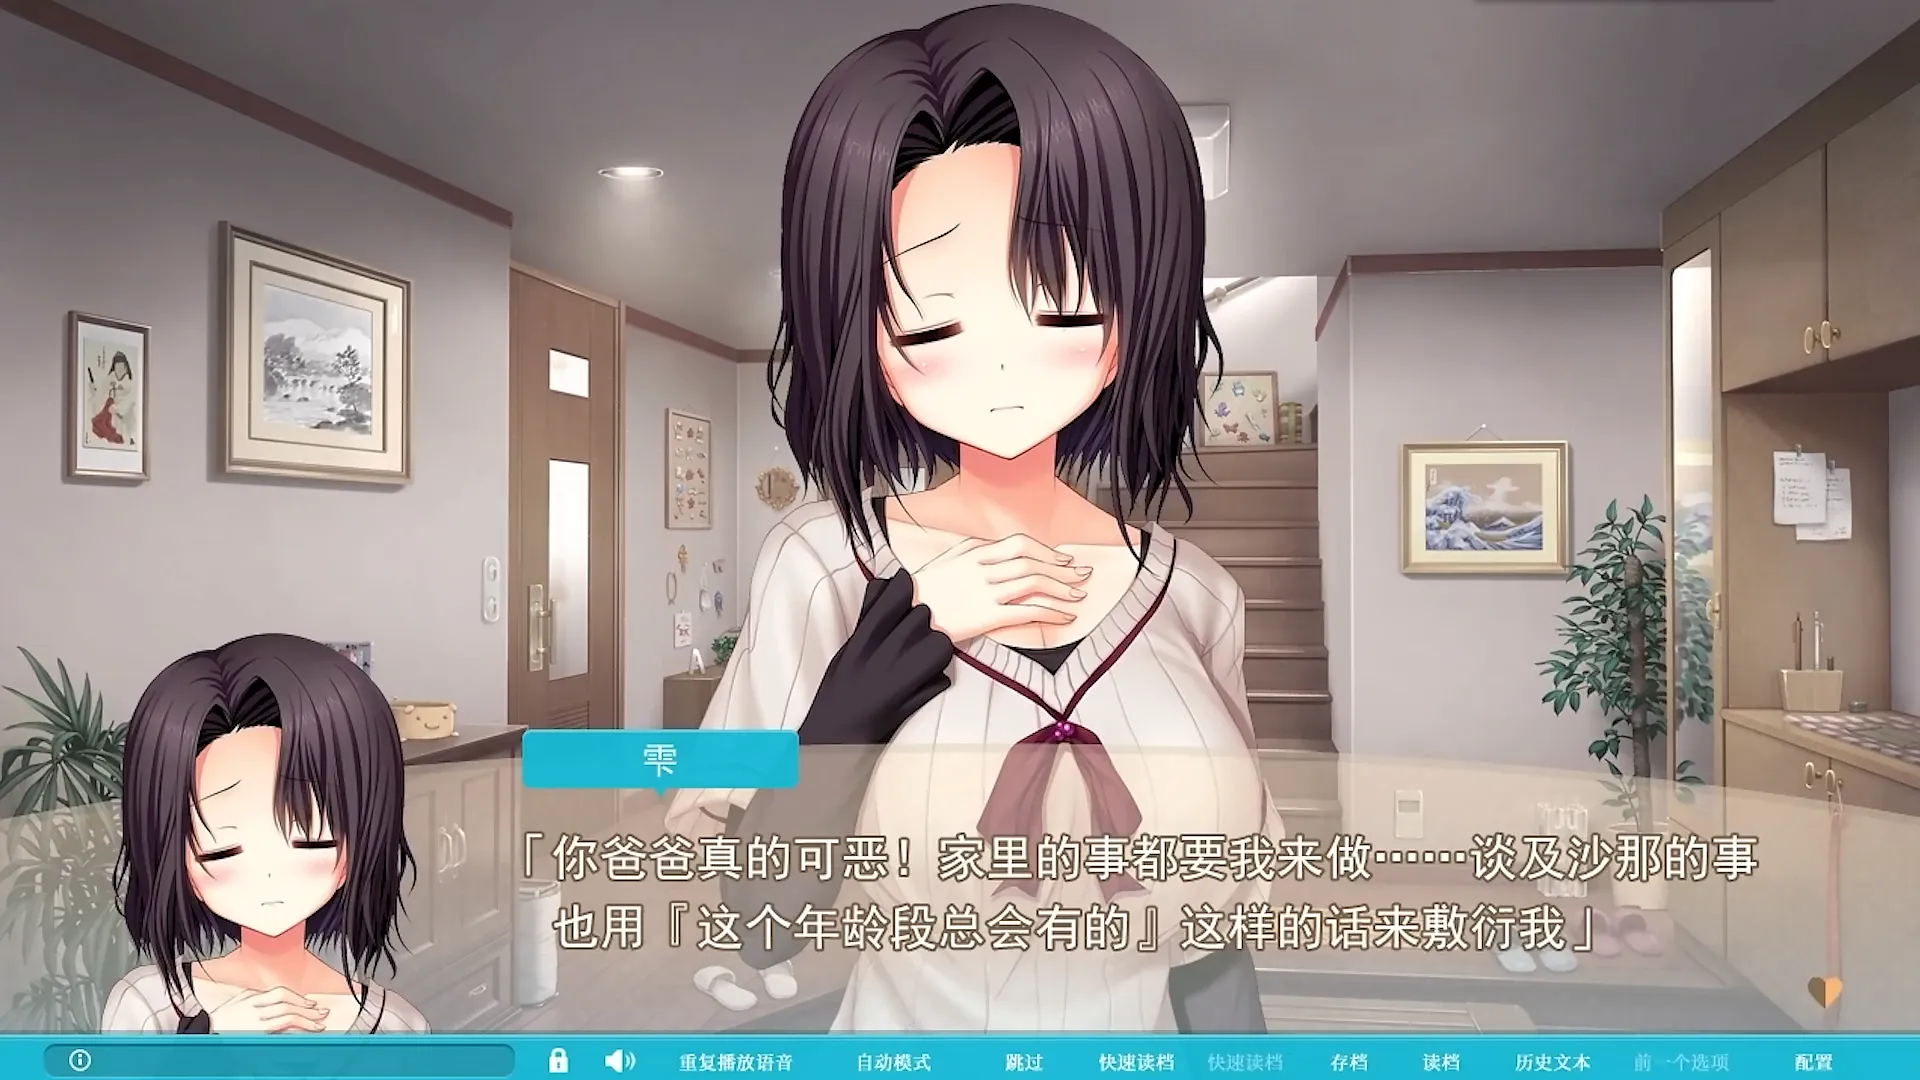 雫
「你爸爸真的可恶！家里的事都要我来做……谈及沙那的事
也用『这个年龄段总会有的』这样的话来敷衍我」
重复播放语音 自动模式 跳过 快速读档 快速读档 存档 读档 历史文本 前一个选项 配置